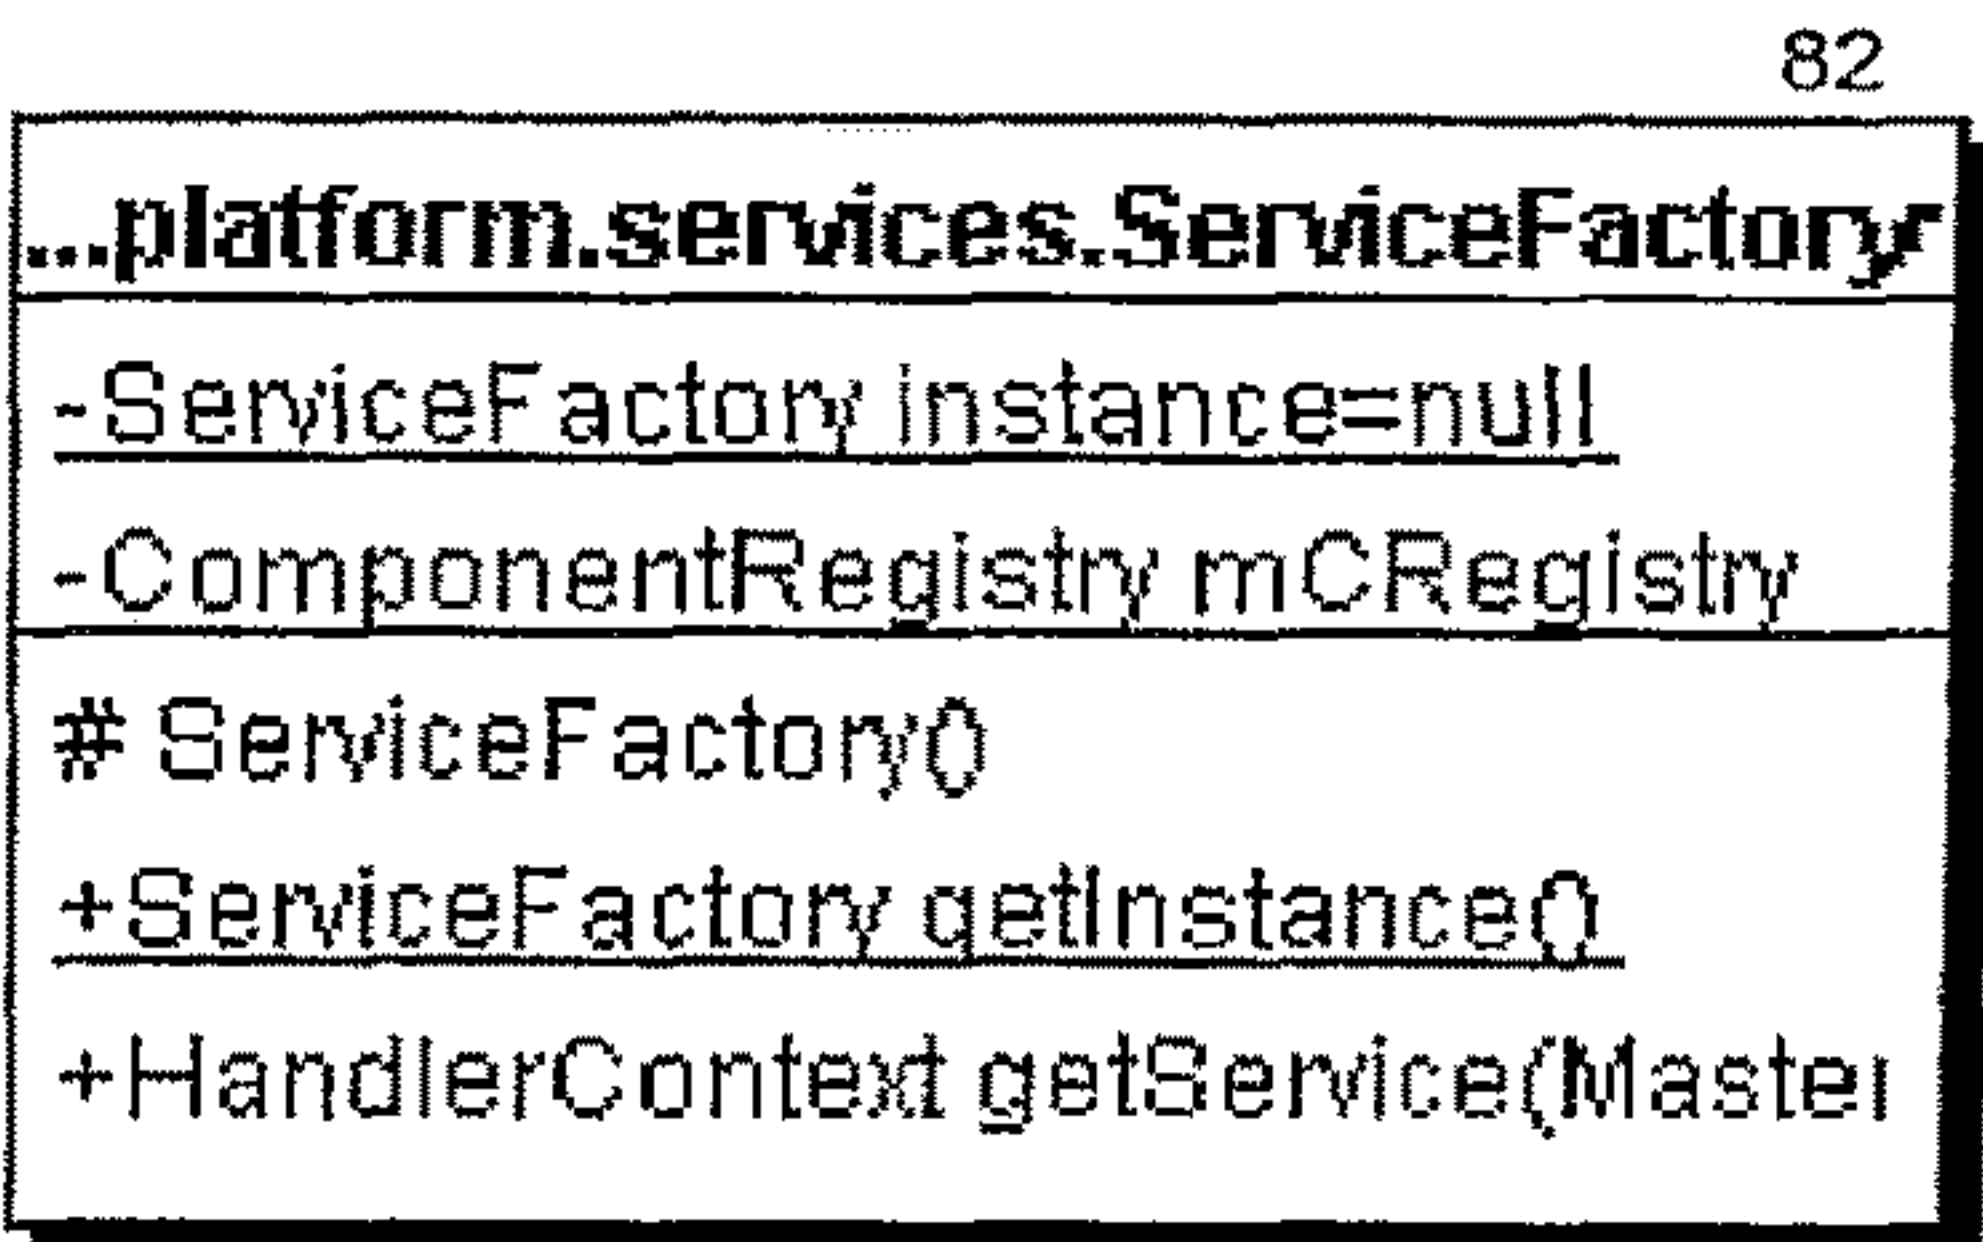 82
...platform.services.ServiceFactory
-ServiceFactory instance=null
-ComponentRegistry mCRegistry
# ServiceFactory()
+ServiceFactory getInstance()
+HandlerContext getService(Master